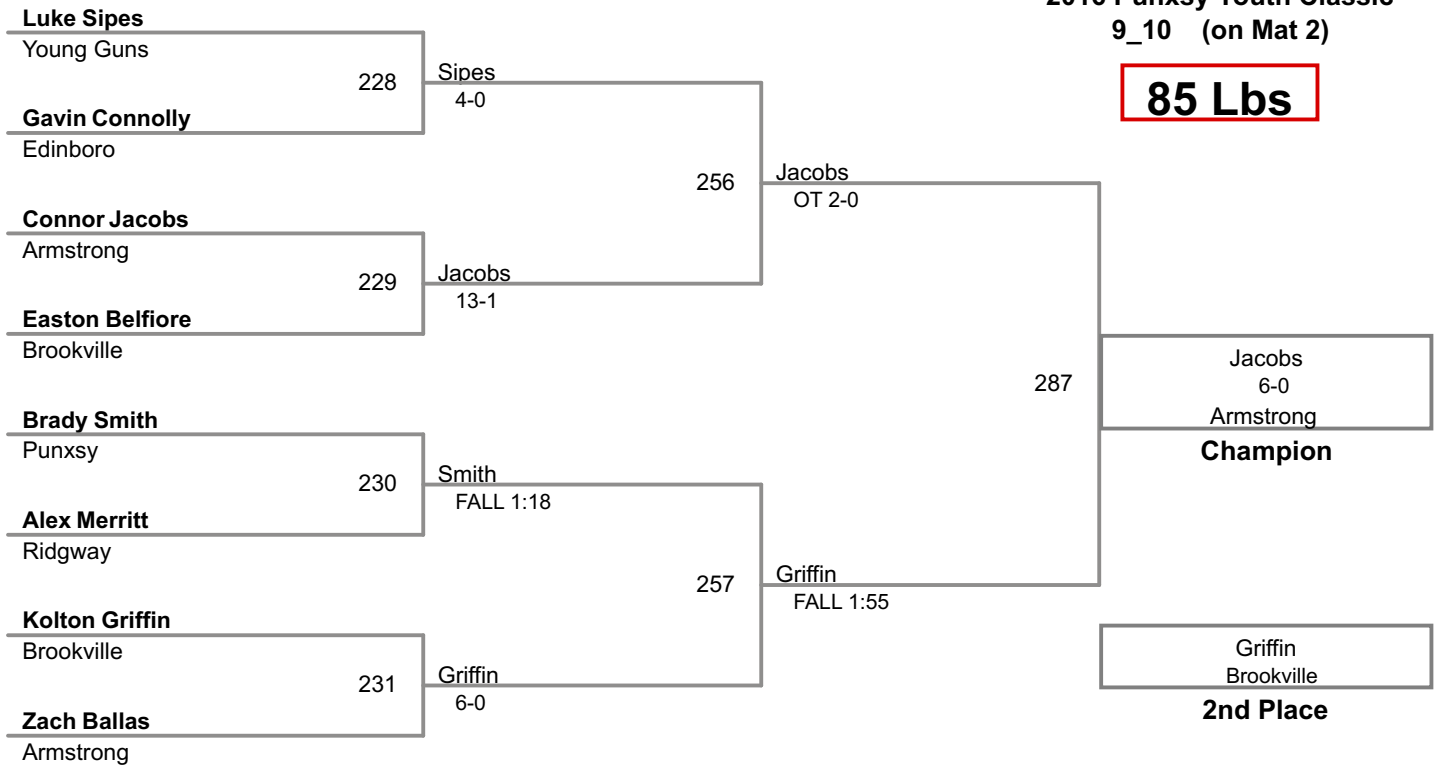 Punxsy Youth Classic
9_10 (on Mat 2)
85 Lbs
Luke Sipes
Young Guns
228
Sipes
4-0
Gavin Connolly
Edinboro
256
Jacobs
OT 2-0
Connor Jacobs
Armstrong
229
Jacobs
13-1
Easton Belfiore
Brookville
287
Jacobs
6-0
Armstrong
Champion
Brady Smith
Punxsy
230
Smith
FALL 1:18
Alex Merritt
Ridgway
257
Griffin
FALL 1:55
Kolton Griffin
Brookville
231
Griffin
6-0
Zach Ballas
Armstrong
Griffin
Brookville
2nd Place